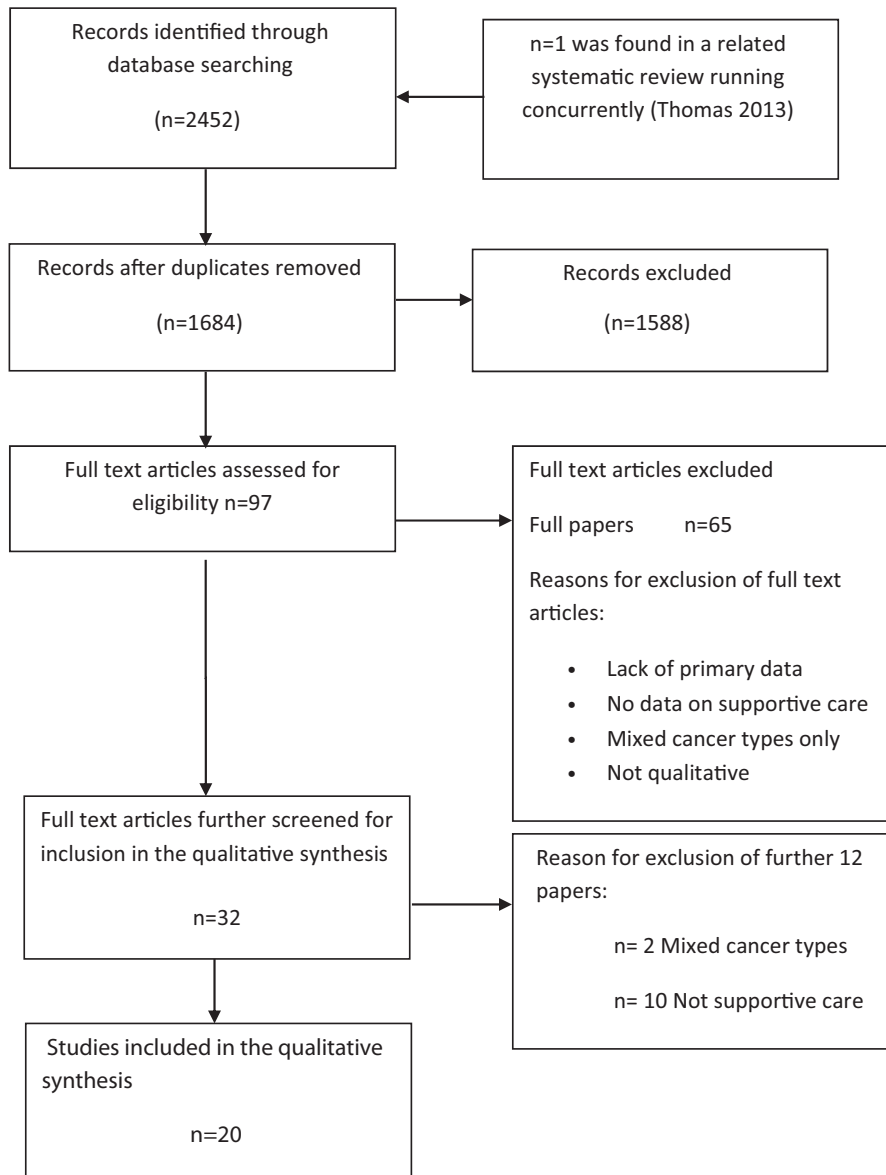 Records identified through
database searching
(n=2452)
n=1 was found in a related
systematic review running
concurrently (Thomas 2013)
Records after duplicates removed
(n=1684)
Records excluded
(n=1588)
Full text articles assessed for
eligibility n=97
Full text articles excluded
Full papers n=65
Reasons for exclusion of full text
articles:
• Lack of primary data
• No data on supportive care
• Mixed cancer types only
• Not qualitative
Full text articles further screened for
inclusion in the qualitative synthesis
n=32
Reason for exclusion of further 12
papers:
n= 2 Mixed cancer types
n= 10 Not supportive care
Studies included in the qualitative
synthesis
n=20